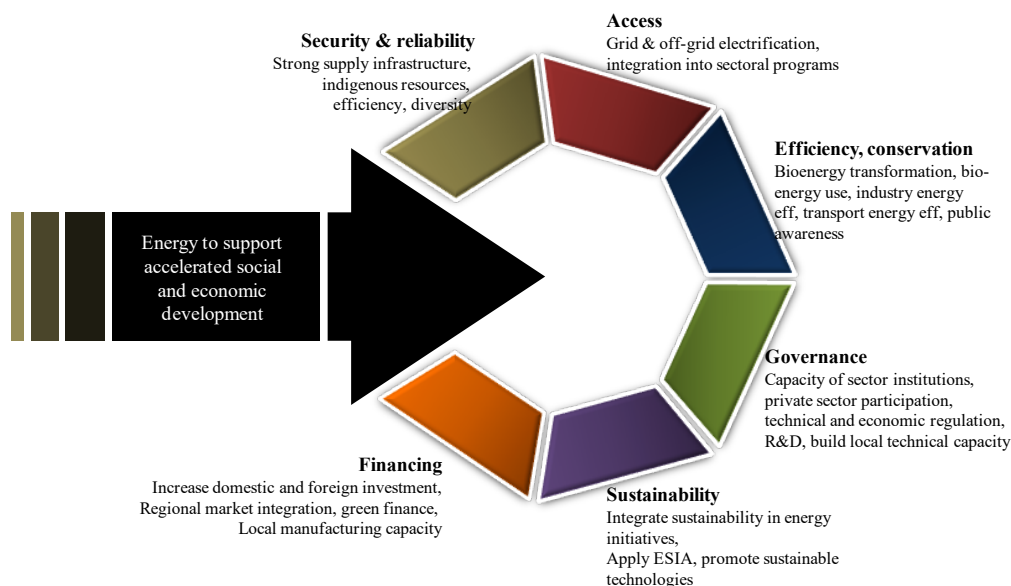 Access
Grid & off-grid electrification,
integration into sectoral programs
Security & reliability
Strong supply infrastructure,
indigenous resources,
efficiency, diversity
Efficiency, conservation
Bioenergy transformation, bio-
energy use, industry energy
eff, transport energy eff, public
awareness
Energy to support
accelerated social
and economic
development
Governance
Capacity of sector institutions,
private sector participation,
technical and economic regulation,
R&D, build local technical capacity
Financing
Increase domestic and foreign investment,
Regional market integration, green finance,
Local manufacturing capacity
Sustainability
Integrate sustainability in energy
initiatives,
Apply ESIA, promote sustainable
technologies